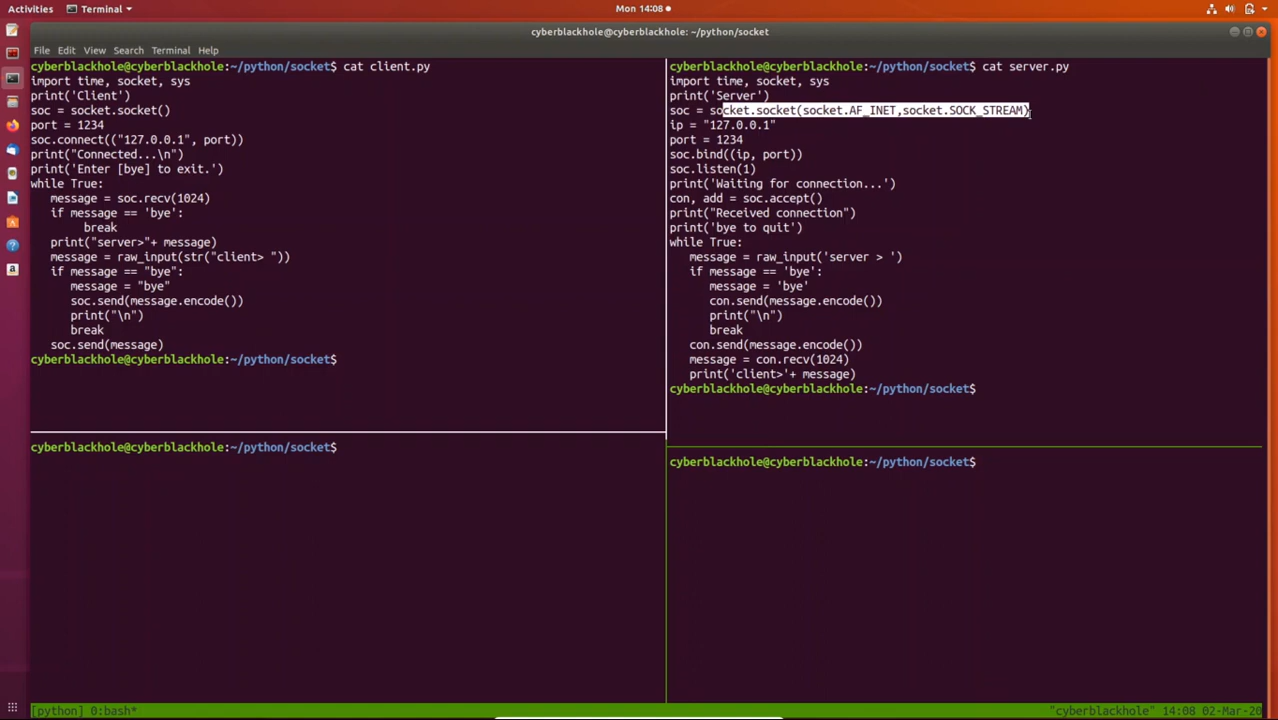 Activities Terminal Mon 14:08
cyberblackhole@cyberblackhole: ~/python/socket
File Edit View Search Terminal Help
cyberblackhole@cyberblackhole:~/python/socket$ cat client.py
import time, socket, sys
print('Client')
soc = socket.socket()
port = 1234
soc.connect(("127.0.0.1", port))
print("Connected...\n")
print('Enter [bye] to exit.')
while True:
   message = soc.recv(1024)
   if message == 'bye':
        break
   print("server>"+ message)
   message = raw_input(str("client> "))
   if message == "bye":
      message = "bye"
      soc.send(message.encode())
      print("\n")
      break
   soc.send(message)
cyberblackhole@cyberblackhole:~/python/socket$
cyberblackhole@cyberblackhole:~/python/socket$ cat server.py
import time, socket, sys
print('Server')
soc = socket.socket(socket.AF_INET,socket.SOCK_STREAM)
ip = "127.0.0.1"
port = 1234
soc.bind((ip, port))
soc.listen(1)
print('Waiting for connection...')
con, add = soc.accept()
print("Received connection")
print('bye to quit')
while True:
   message = raw_input('server > ')
   if message == 'bye':
      message = 'bye'
      con.send(message.encode())
      print("\n")
      break
   con.send(message.encode())
   message = con.recv(1024)
   print('client>'+ message)
cyberblackhole@cyberblackhole:~/python/socket$
cyberblackhole@cyberblackhole:~/python/socket$
cyberblackhole@cyberblackhole:~/python/socket$
[python] 0:bash* "cyberblackhole" 14:08 02-Mar-20